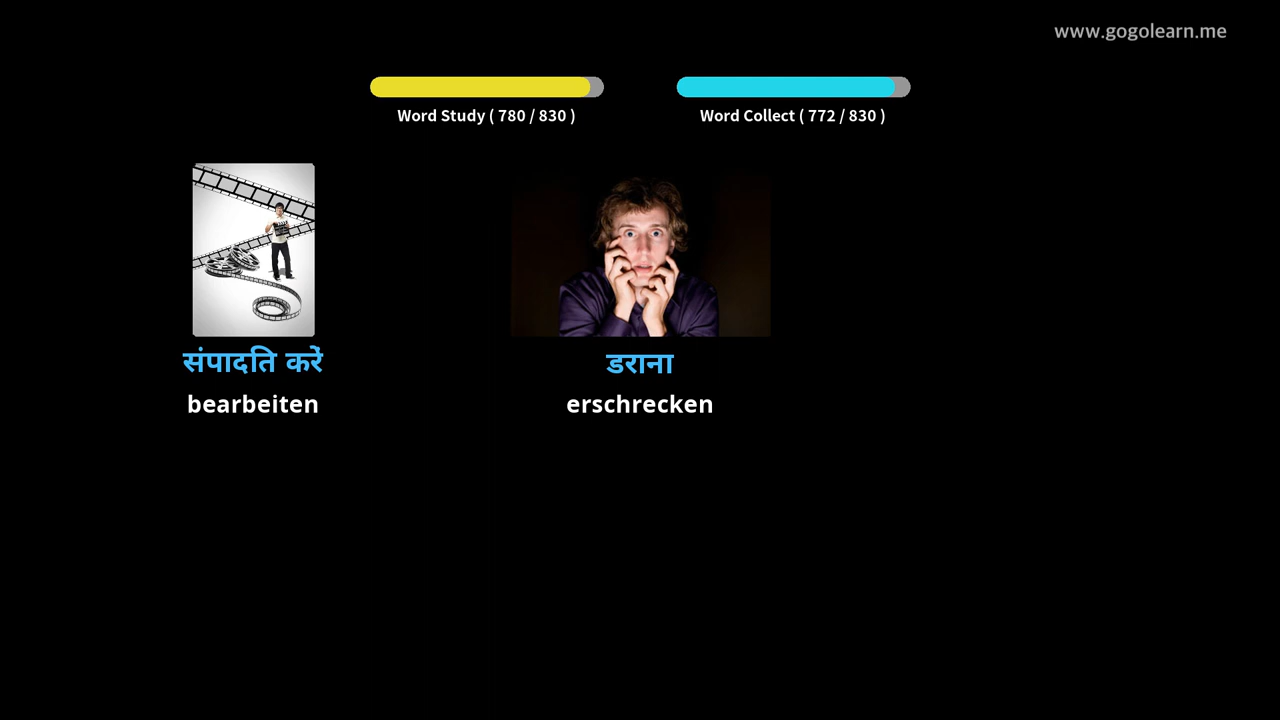 www.gogolearn.me
Word Study ( 780 / 830 )
Word Collect ( 772 / 830 )
संपादति करें
bearbeiten
डराना
erschrecken